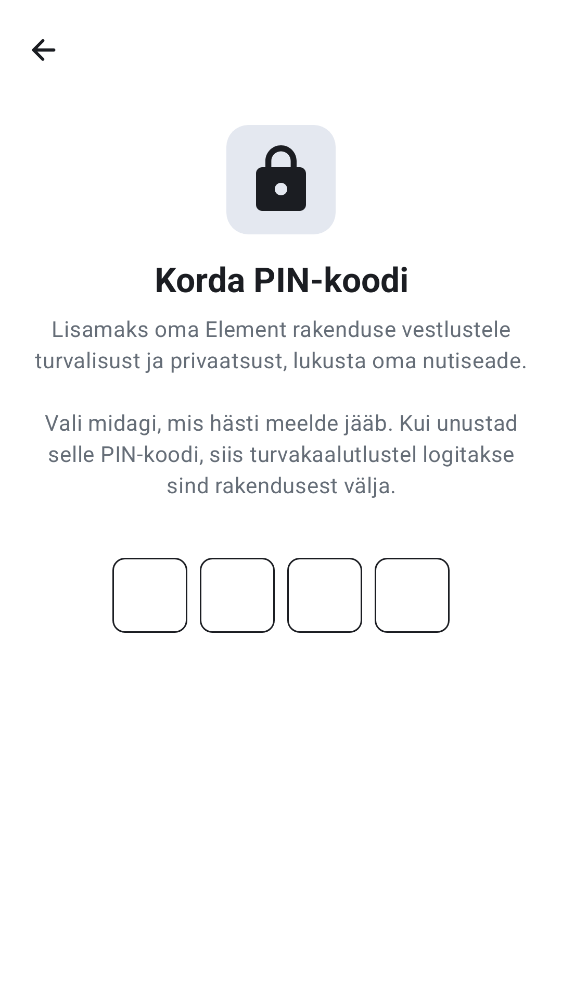 Korda PIN-koodi
Lisamaks oma Element rakenduse vestlustele
turvalisust ja privaatsust, lukusta oma nutiseade.
Vali midagi, mis hästi meelde jääb. Kui unustad
selle PIN-koodi, siis turvakaalutlustel logitakse
sind rakendusest välja.